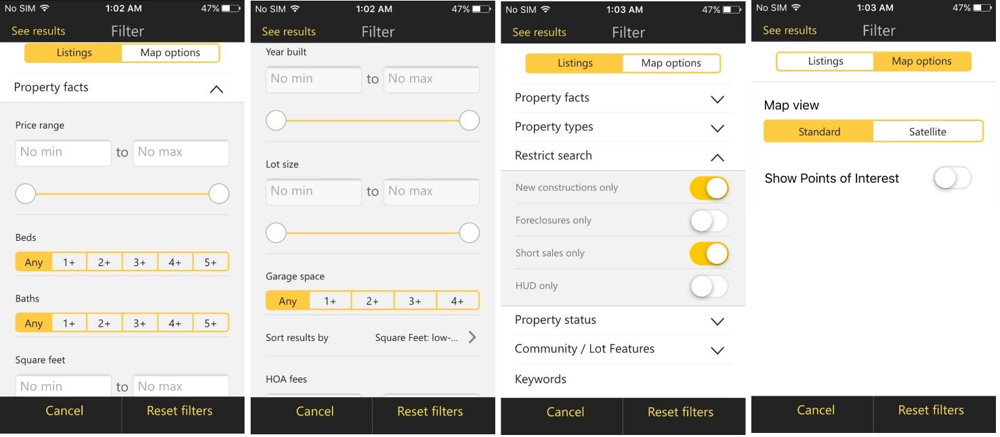 No SIM 1:02 AM 47%
See results Filter
Listings Map options
Property facts
Price range
No min to No max
Beds
Any 1+ 2+ 3+ 4+ 5+
Baths
Any 1+ 2+ 3+ 4+ 5+
Square feet
No min to No max
Cancel Reset filters
No SIM 1:02 AM 47%
See results Filter
Year built
No min to No max
Lot size
No min to No max
Garage space
Any 1+ 2+ 3+ 4+
Sort results by Square Feet: low-...
HOA fees
Cancel Reset filters
No SIM 1:03 AM 47%
See results Filter
Listings Map options
Property facts
Property types
Restrict search
New constructions only
Foreclosures only
Short sales only
HUD only
Property status
Community / Lot Features
Keywords
Cancel Reset filters
No SIM 1:03 AM 47%
See results Filter
Listings Map options
Map view
Standard Satellite
Show Points of Interest
Cancel Reset filters